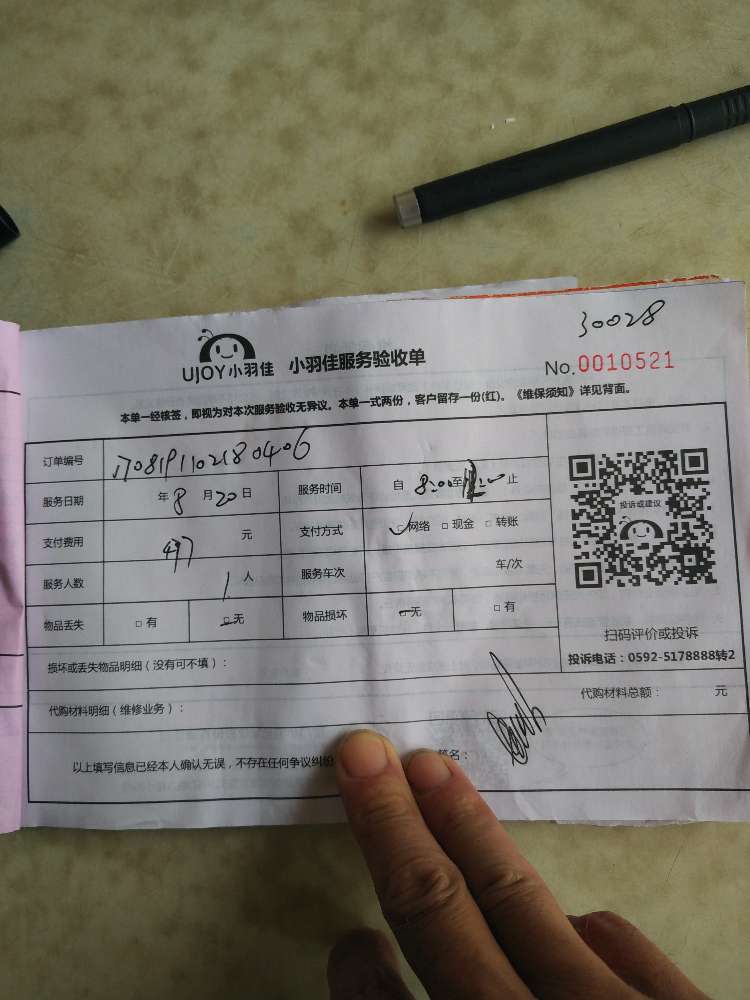 30028
UJOY小羽佳 小羽佳服务验收单 No.0010521
本单一经核签，即视为对本次服务验收无异议。本单一式两份，客户留存一份(红)。《维保须知》详见背面。
订单编号 170819110218 0406
服务日期 年 8 月 20 日 服务时间 自 8:00 至 12:00 止
支付费用 497 元 支付方式 网络 □ 现金 □ 转账
服务人数 1 人 服务车次 车/次
物品丢失 □ 有 □ 无 物品损坏 □ 无 □ 有
投诉或建议
扫码评价或投诉
投诉电话：0592-5178888转2
损坏或丢失物品明细（没有可不填）：
代购材料明细（维修业务）： 代购材料总额： 元
以上填写信息已经本人确认无误，不存在任何争议纠纷 签名：